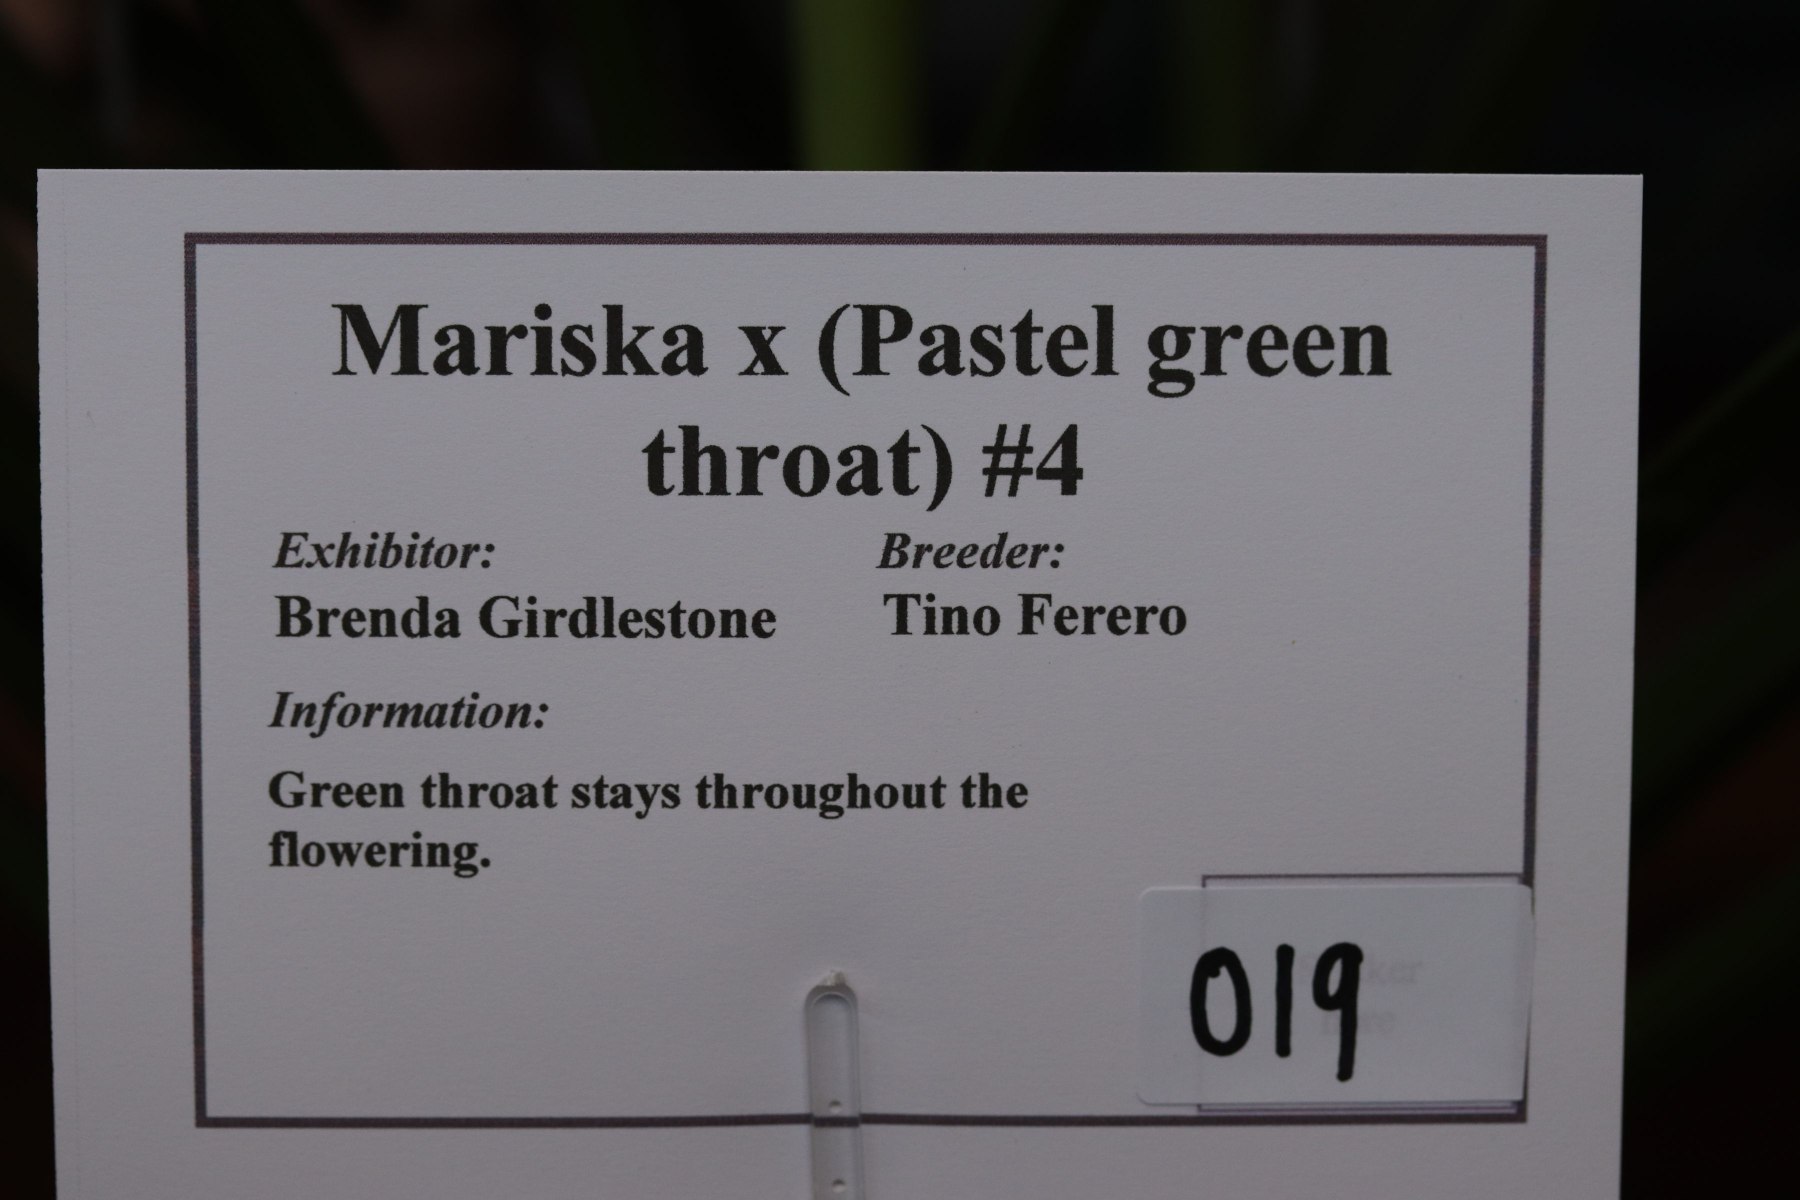 Mariska x (Pastel green
throat) #4
Exhibitor: Breeder:
Brenda Girdlestone Tino Ferero
Information:
Green throat stays throughout the
flowering.
019